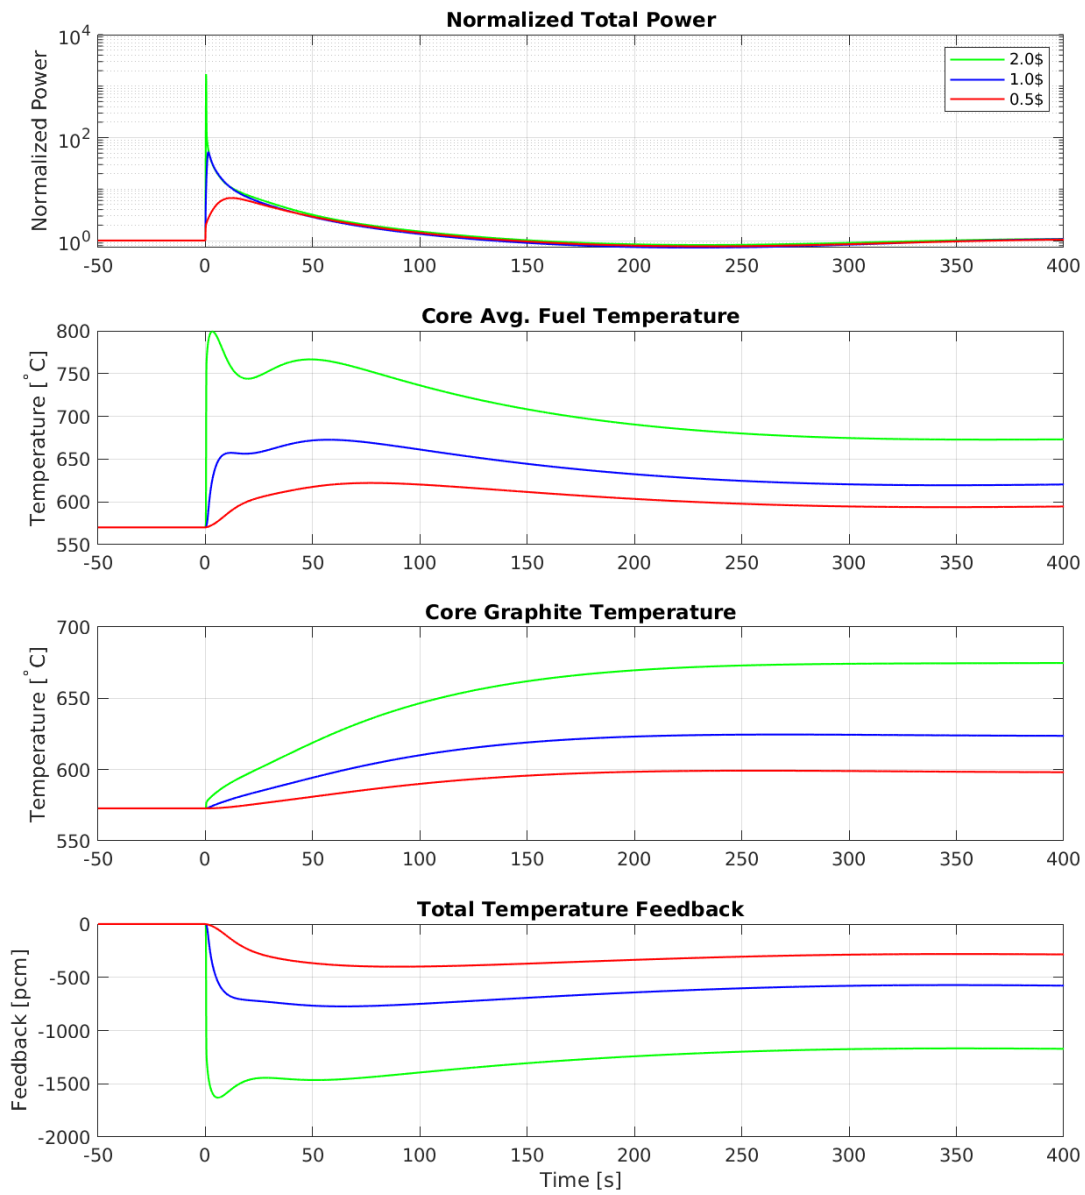 Normalized Total Power
Normalized Power
10^4
10^2
10^0
2.0$
1.0$
0.5$
-50 0 50 100 150 200 250 300 350 400
Core Avg. Fuel Temperature
Temperature [°C]
800
750
700
650
600
550
-50 0 50 100 150 200 250 300 350 400
Core Graphite Temperature
Temperature [°C]
700
650
600
550
-50 0 50 100 150 200 250 300 350 400
Total Temperature Feedback
Feedback [pcm]
0
-500
-1000
-1500
-2000
-50 0 50 100 150 200 250 300 350 400
Time [s]